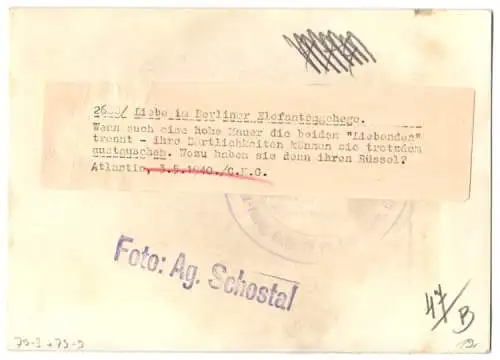 2639/ Liebe im Berliner Elefantengehege.
Wenn auch eine hohe Mauer die beiden "Liebenden"
trennt - ihre Zärtlichkeiten können sie trotzdem
austauschen. Wozu haben sie denn ihren Rüssel?
Atlantic, 3.5.1940./C.K.G.
Foto: Ag. Schostal
47/B